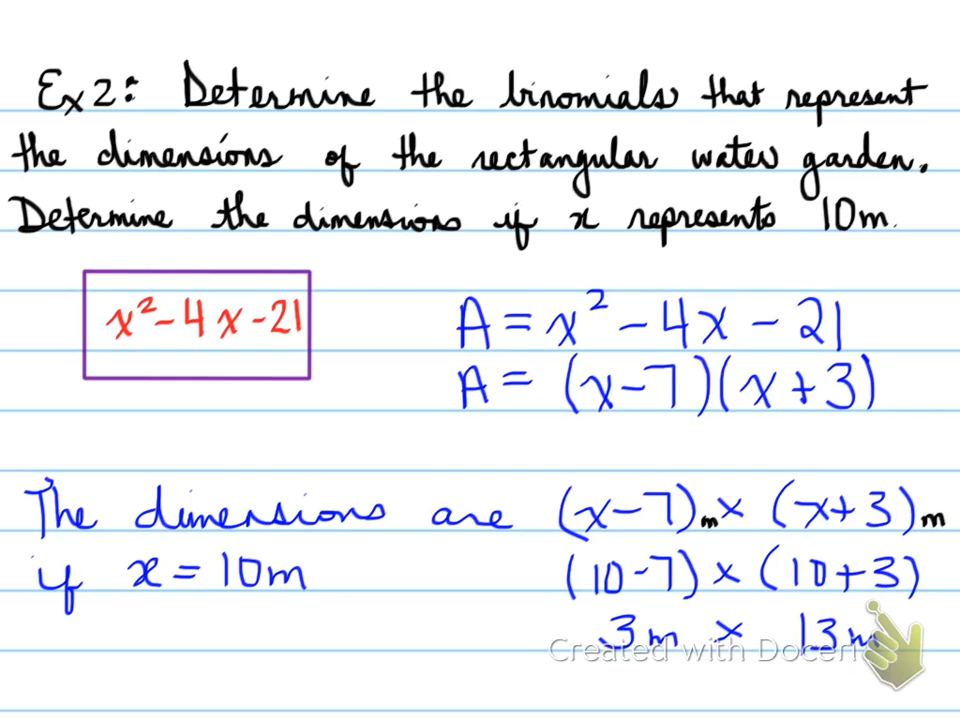 Ex 2: Determine the binomials that represent
the dimensions of the rectangular water garden.
Determine the dimensions if x represents 10m.
x² - 4x - 21
A = x² - 4x - 21
A = (x - 7)(x + 3)
The dimensions are (x - 7)m × (x + 3)m
if x = 10m (10 - 7) × (10 + 3)
3m × 13m
Created with Doceri